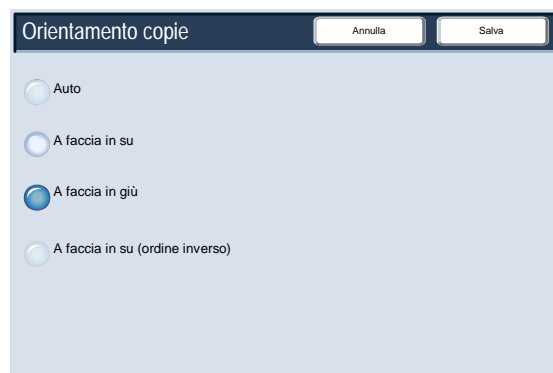 Orientamento copie
Annulla
Salva
Auto
A faccia in su
A faccia in giù
A faccia in su (ordine inverso)